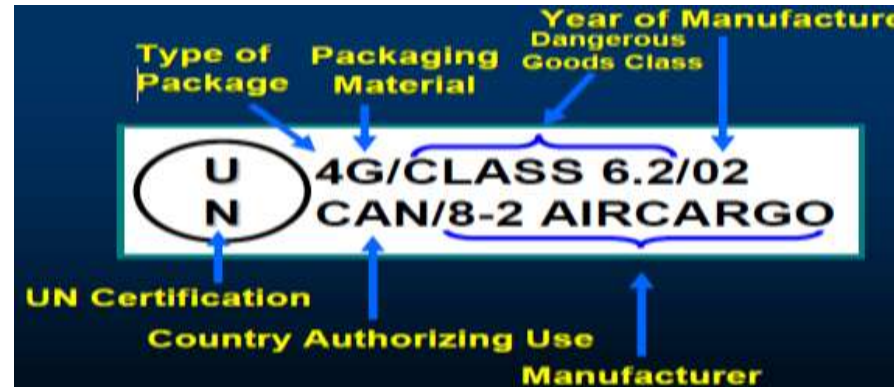 Year of Manufacture
Dangerous
Goods Class
Type of
Package
Packaging
Material
U
N
4G/CLASS 6.2/02
CAN/8-2 AIRCARGO
UN Certification
Country Authorizing Use
Manufacturer